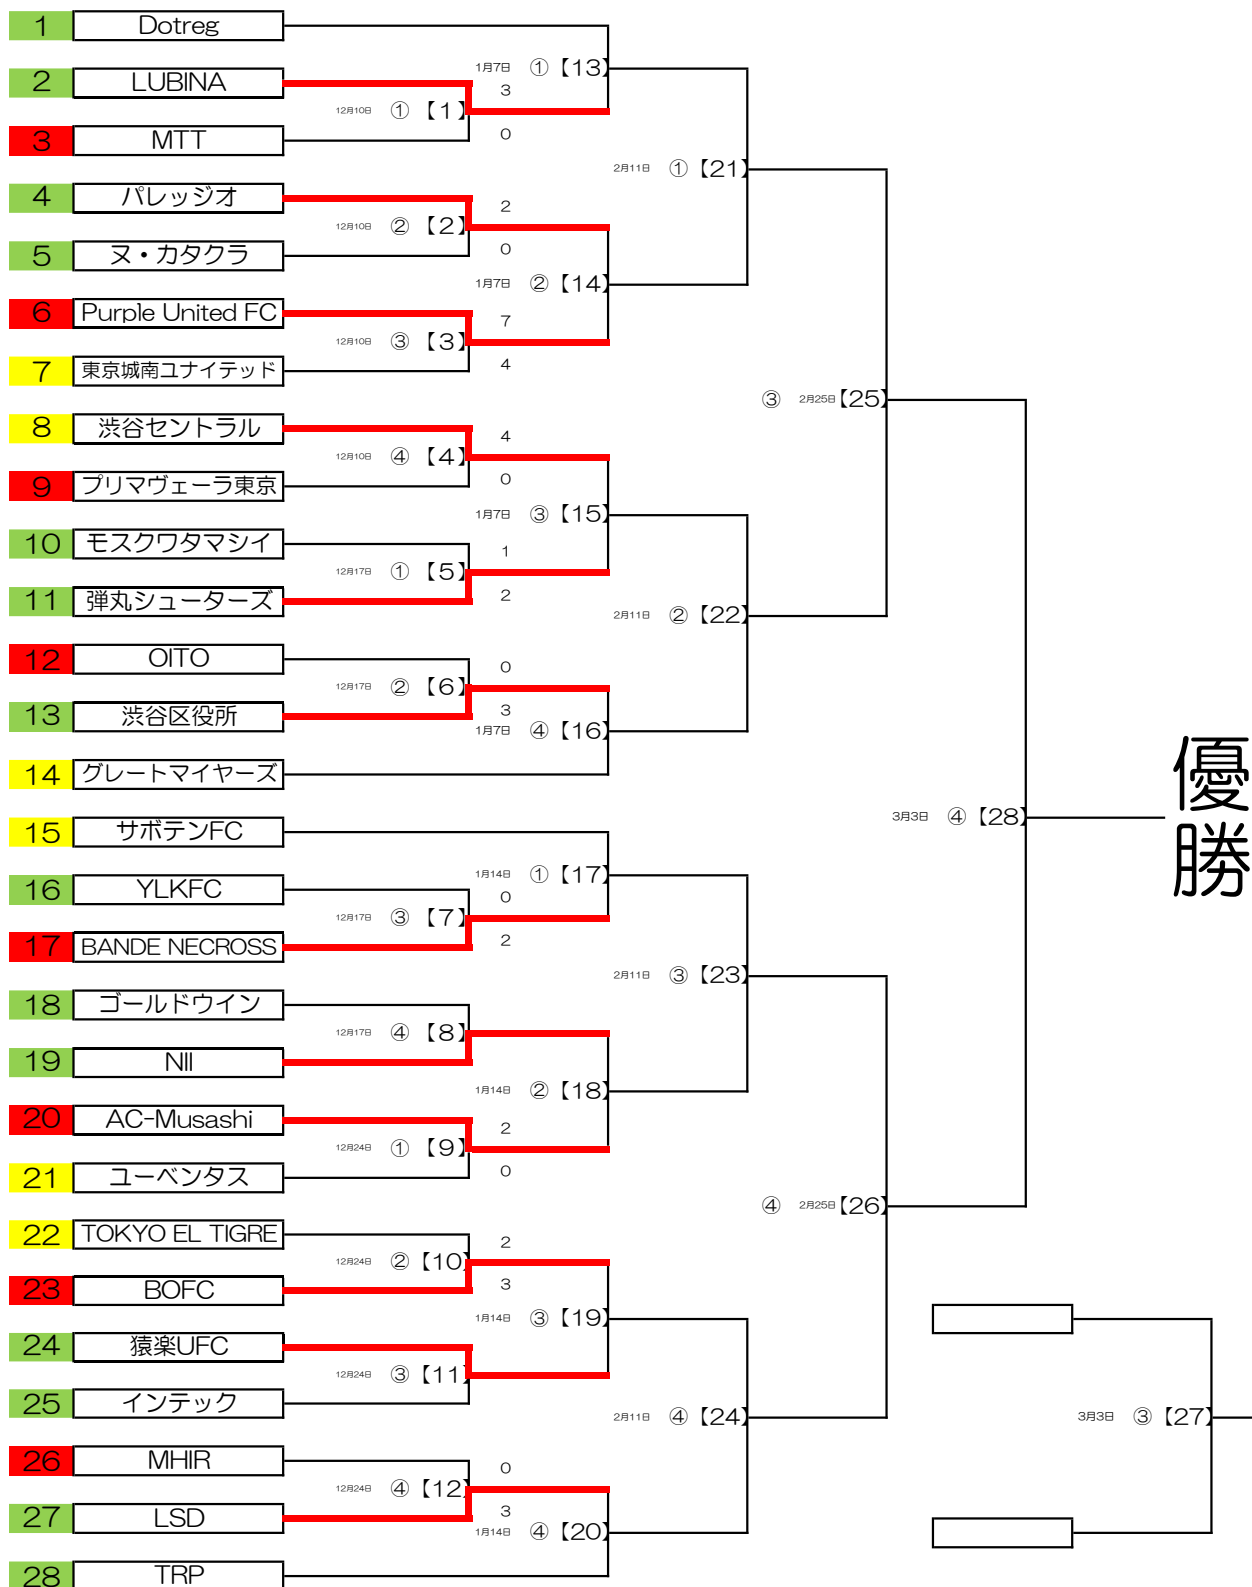 1 Dotreg
1月7日 ① 【13】
2 LUBINA
3
12月10日 ① 【1】
0
3 MTT
2月11日 ① 【21】
4 パレッジオ
2
12月10日 ② 【2】
0
5 ヌ・カタクラ
1月7日 ② 【14】
6 Purple United FC
7
12月10日 ③ 【3】
4
7 東京城南ユナイテッド
③ 2月25日 【25】
8 渋谷セントラル
4
12月10日 ④ 【4】
0
9 プリマヴェーラ東京
1月7日 ③ 【15】
10 モスクワタマシイ
1
12月17日 ① 【5】
2
11 弾丸シューターズ
2月11日 ② 【22】
12 OITO
0
12月17日 ② 【6】
3
13 渋谷区役所
1月7日 ④ 【16】
14 グレートマイヤーズ
優勝
3月3日 ④ 【28】
15 サボテンFC
1月14日 ① 【17】
16 YLKFC
0
12月17日 ③ 【7】
2
17 BANDE NECROSS
2月11日 ③ 【23】
18 ゴールドウイン
12月17日 ④ 【8】
19 NII
1月14日 ② 【18】
20 AC-Musashi
2
12月24日 ① 【9】
0
21 ユーベンタス
④ 2月25日 【26】
22 TOKYO EL TIGRE
2
12月24日 ② 【10】
3
23 BOFC
1月14日 ③ 【19】
24 猿楽UFC
12月24日 ③ 【11】
25 インテック
2月11日 ④ 【24】
3月3日 ③ 【27】
26 MHIR
0
12月24日 ④ 【12】
3
27 LSD
1月14日 ④ 【20】
28 TRP